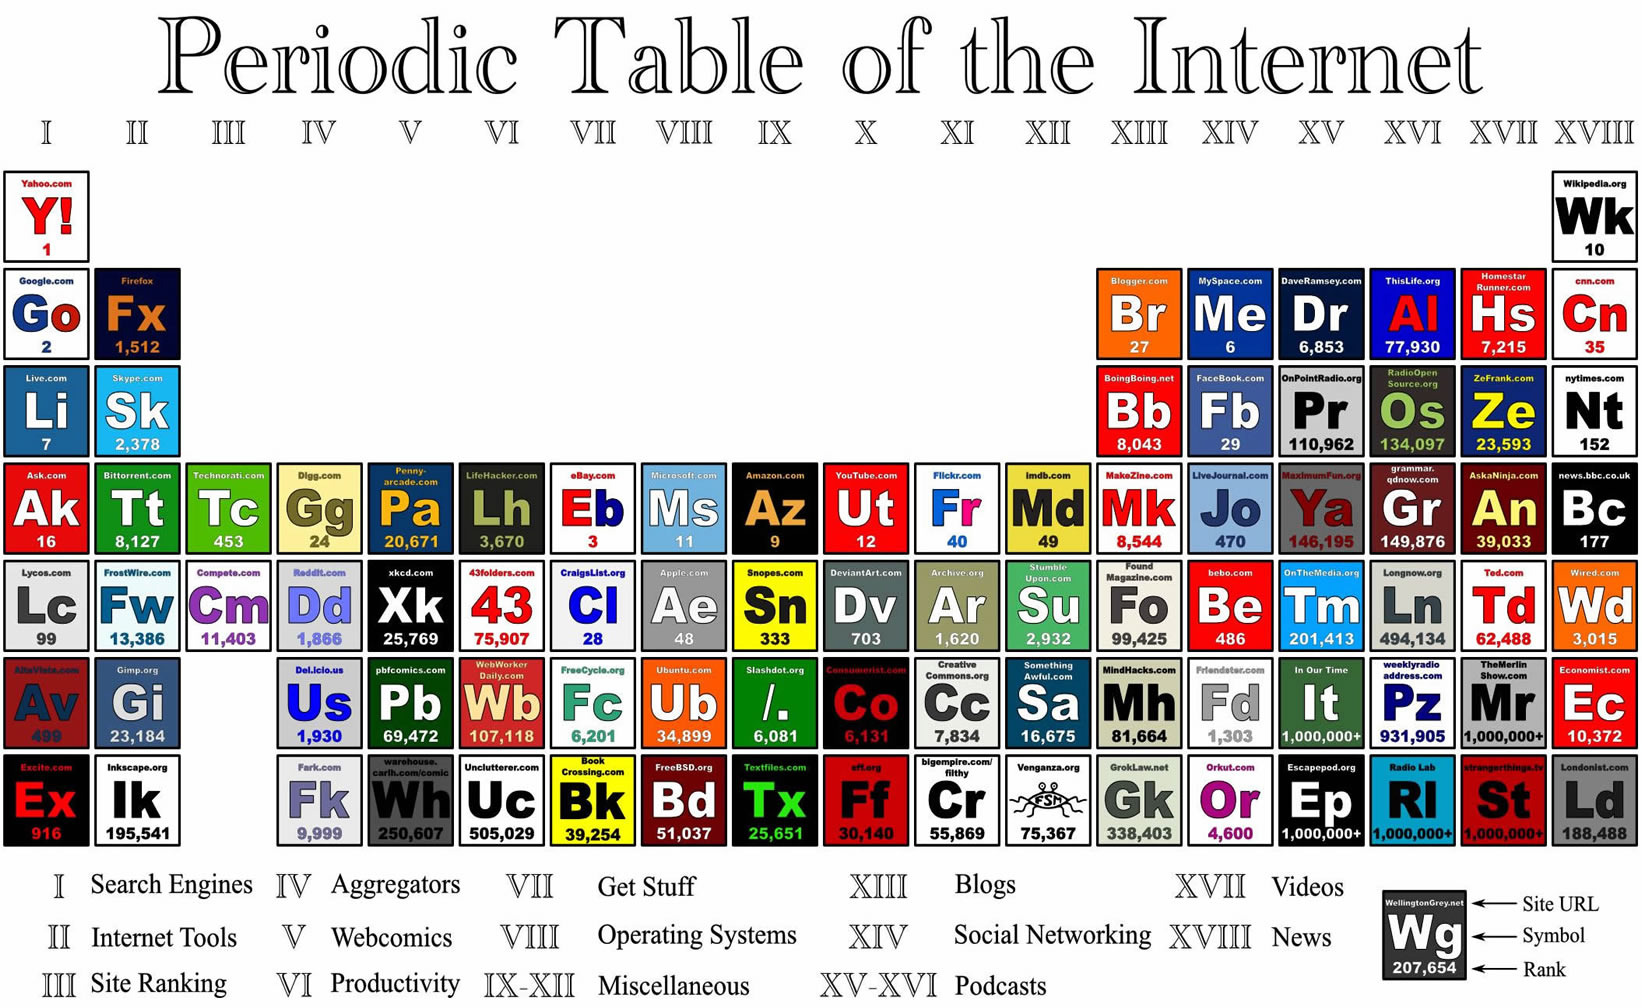 Periodic Table of the Internet
I II III IV V VI VII VIII IX X XI XII XIII XIV XV XVI XVII XVIII
Yahoo.com
Y!
1
Wikipedia.org
Wk
10
Google.com
Go
2
Firefox
Fx
1,512
Blogger.com
Br
27
MySpace.com
Me
6
DaveRamsey.com
Dr
6,853
ThisLife.org
Al
77,930
Homestar
Runner.com
Hs
7,215
cnn.com
Cn
35
Live.com
Li
7
Skype.com
Sk
2,378
BoingBoing.net
Bb
8,043
FaceBook.com
Fb
29
OnPointRadio.org
Pr
110,962
RadioOpen
Source.org
Os
134,097
ZeFrank.com
Ze
23,593
nytimes.com
Nt
152
Ask.com
Ak
16
Bittorrent.com
Tt
8,127
Technorati.com
Tc
453
Digg.com
Gg
24
Penny-
arcade.com
Pa
20,671
LifeHacker.com
Lh
3,670
eBay.com
Eb
3
Microsoft.com
Ms
11
Amazon.com
Az
9
YouTube.com
Ut
12
Flickr.com
Fr
40
imdb.com
Md
49
MakeZine.com
Mk
8,544
LiveJournal.com
Jo
470
MaximumFun.org
Ya
146,195
grammar.
qdnow.com
Gr
149,876
AskaNinja.com
An
39,033
news.bbc.co.uk
Bc
177
Lycos.com
Lc
99
FrostWire.com
Fw
13,386
Compete.com
Cm
11,403
Reddit.com
Dd
1,866
xkcd.com
Xk
25,769
43folders.com
43
75,907
CraigsList.org
Cl
28
Apple.com
Ae
48
Snopes.com
Sn
333
DeviantArt.com
Dv
703
Archive.org
Ar
1,620
Stumble
Upon.com
Su
2,932
Found
Magazine.com
Fo
99,425
bebo.com
Be
486
OnTheMedia.org
Tm
201,413
Longnow.org
Ln
494,134
Ted.com
Td
62,488
Wired.com
Wd
3,015
AltaVista.com
Av
499
Gimp.org
Gi
23,184
Del.icio.us
Us
1,930
pbfcomics.com
Pb
69,472
WebWorker
Daily.com
Wb
107,118
FreeCycle.org
Fc
6,201
Ubuntu.com
Ub
34,899
Slashdot.org
/.
6,081
Consumerist.com
Co
6,131
Creative
Commons.org
Cc
7,834
Something
Awful.com
Sa
16,675
MindHacks.com
Mh
81,664
Friendster.com
Fd
1,303
In Our Time
It
1,000,000+
weeklyradio
address.com
Pz
931,905
TheMerlin
Show.com
Mr
1,000,000+
Economist.com
Ec
10,372
Excite.com
Ex
916
Inkscape.org
Ik
195,541
Fark.com
Fk
9,999
warehouse.
carlh.com/comic
Wh
250,607
Unclutterer.com
Uc
505,029
Book
Crossing.com
Bk
39,254
FreeBSD.org
Bd
51,037
Textfiles.com
Tx
25,651
eff.org
Ff
30,140
bigempire.com/
filthy
Cr
55,869
Venganza.org
FSM
75,367
GrokLaw.net
Gk
338,403
Orkut.com
Or
4,600
Escapepod.org
Ep
1,000,000+
Radio Lab
Rl
1,000,000+
strangerthings.tv
St
1,000,000+
Londonist.com
Ld
188,488
I Search Engines
II Internet Tools
III Site Ranking
IV Aggregators
V Webcomics
VI Productivity
VII Get Stuff
VIII Operating Systems
IX-XII Miscellaneous
XIII Blogs
XIV Social Networking
XV-XVI Podcasts
XVII Videos
XVIII News
WellingtonGrey.net
Wg
207,654
Site URL
Symbol
Rank